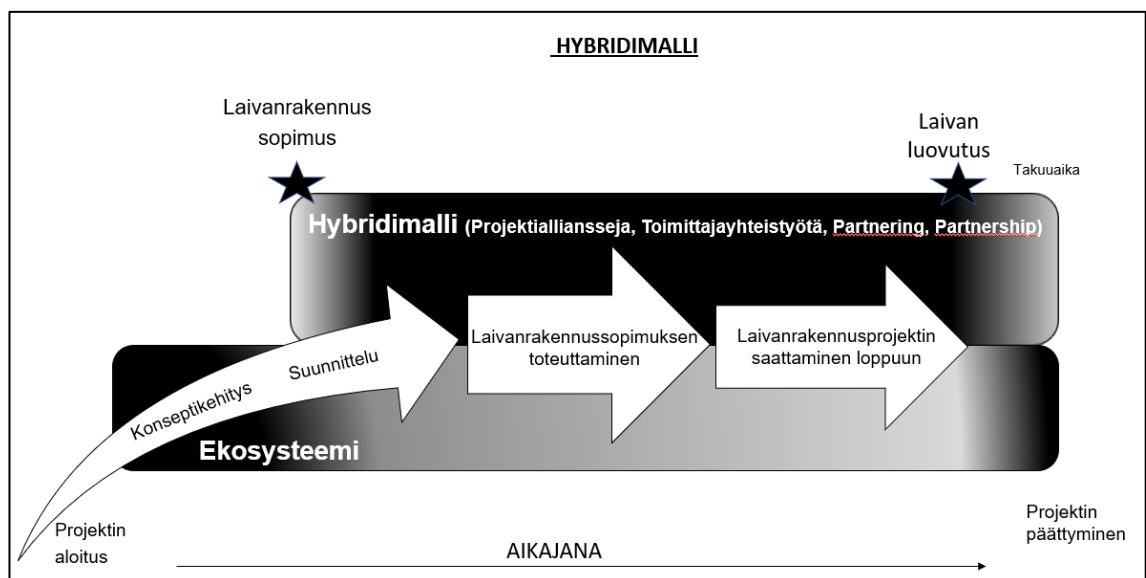 HYBRIDIMALLI
Laivanrakennus
sopimus
Laivan
luovutus
Takuuaika
Hybridimalli (Projektiallianseja, Toimittajayhteistyötä, Partnering, Partnership)
Laivanrakennussopimuksen
toteuttaminen
Laivanrakennusprojektin
saattaminen loppuun
Konseptikehitys Suunnittelu
Ekosysteemi
Projektin
aloitus
AIKAJANA
Projektin
päättyminen